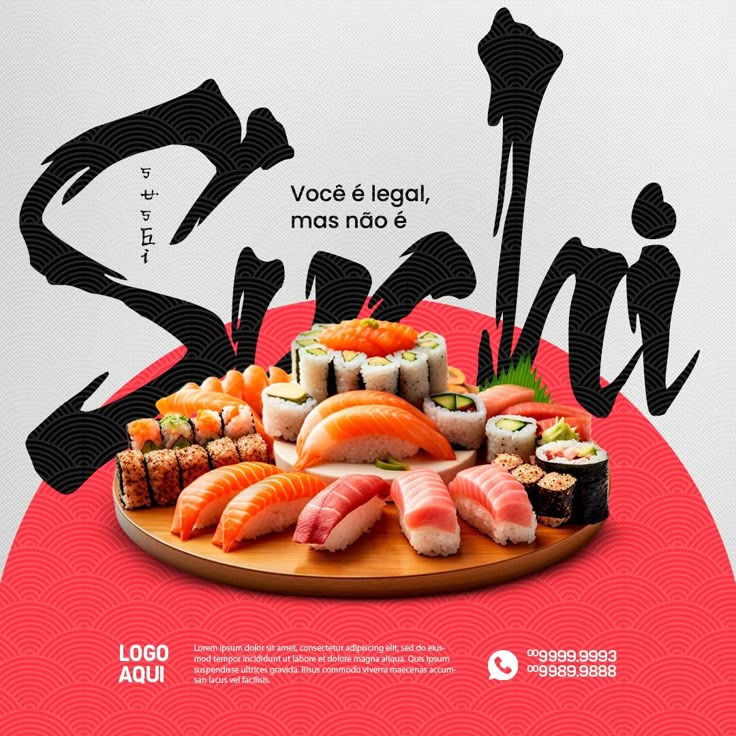 Você é legal,
mas não é
Sushi
LOGO
AQUI
Lorem ipsum dolor sit amet, consectetur adipiscing elit, sed do eius-
mod tempor incididunt ut labore et dolore magna aliqua. Quis ipsum
suspendisse ultrices gravida. Risus commodo viverra maecenas accum-
san lacus vel facilisis.
009999.9993
009989.9888